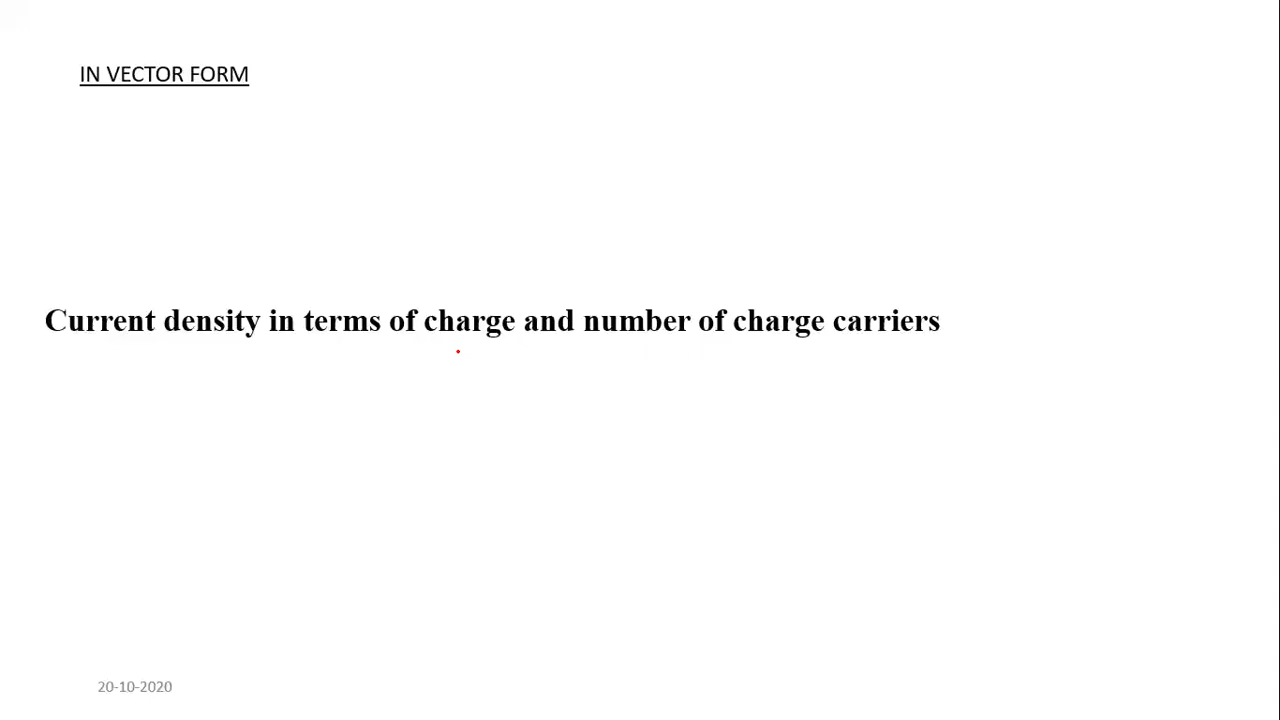 IN VECTOR FORM
Current density in terms of charge and number of charge carriers
20-10-2020